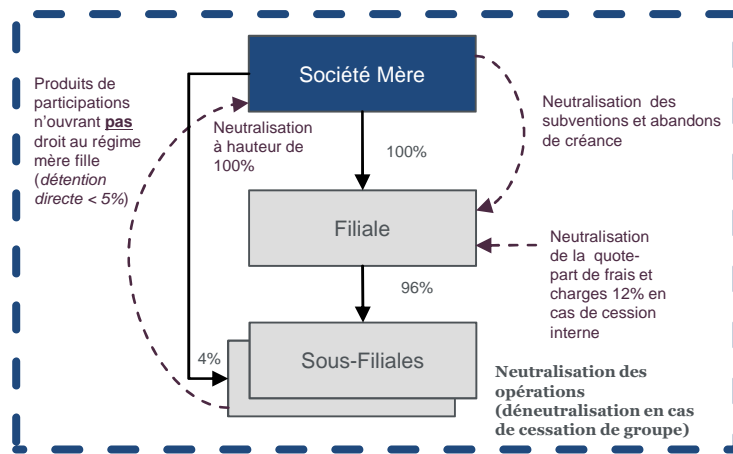 Société Mère
Produits de
participations
n'ouvrant pas
droit au régime
mère fille
(détention
directe < 5%)
Neutralisation
à hauteur de
100%
100%
Neutralisation des
subventions et abandons
de créance
Filiale
Neutralisation
de la quote-
part de frais et
charges 12% en
cas de cession
interne
96%
4%
Sous-Filiales
Neutralisation des
opérations
(déneutralisation en cas
de cessation de groupe)